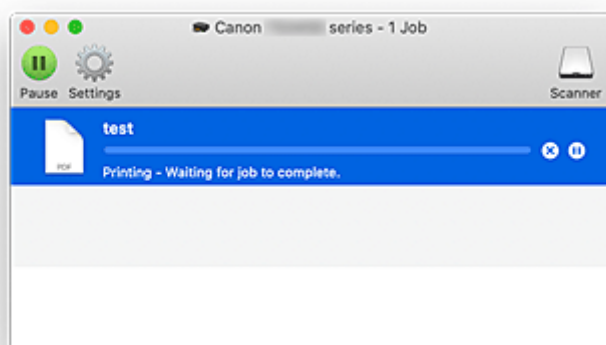 Canon series - 1 Job
Pause Settings Scanner
test
PDF
Printing - Waiting for job to complete.